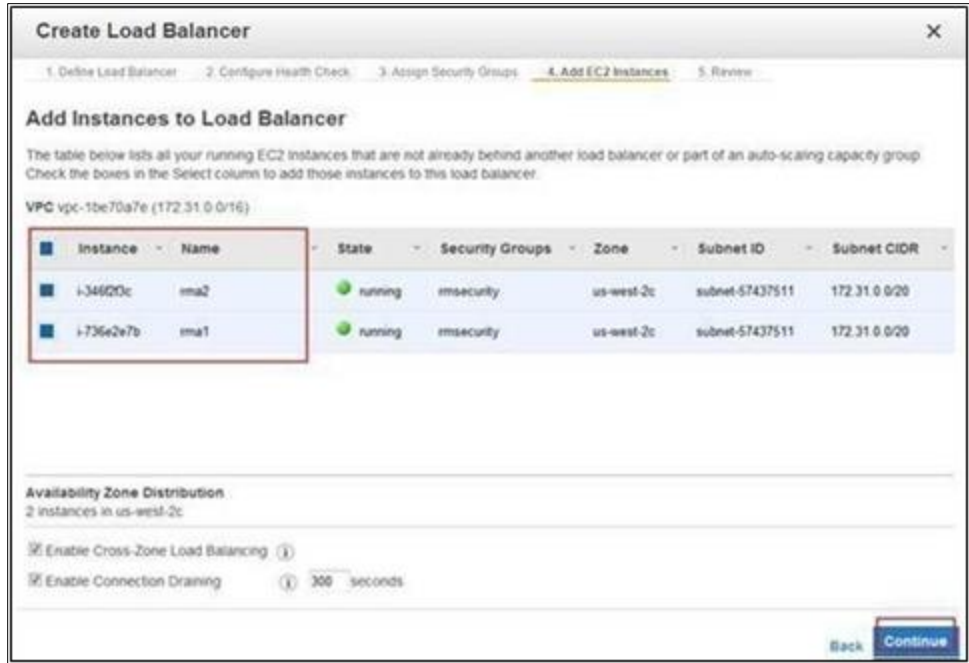 Create Load Balancer
1. Define Load Balancer 2. Configure Health Check 3. Assign Security Groups 4. Add EC2 Instances 5. Review
Add Instances to Load Balancer
The table below lists all your running EC2 Instances that are not already behind another load balancer or part of an auto-scaling capacity group.
Check the boxes in the Select column to add those instances to this load balancer.
VPC vpc-1be70a7e (172.31.0.0/16)
Instance Name State Security Groups Zone Subnet ID Subnet CIDR
rma2 running rmsecurity us-west-2c subnet-57437511 172.31.0.0/20
i-736e2e7b rma1 running rmsecurity us-west-2c subnet-57437511 172.31.0.0/20
Availability Zone Distribution
2 instances in us-west-2c
Enable Cross-Zone Load Balancing
Enable Connection Draining 300 seconds
Back Continue